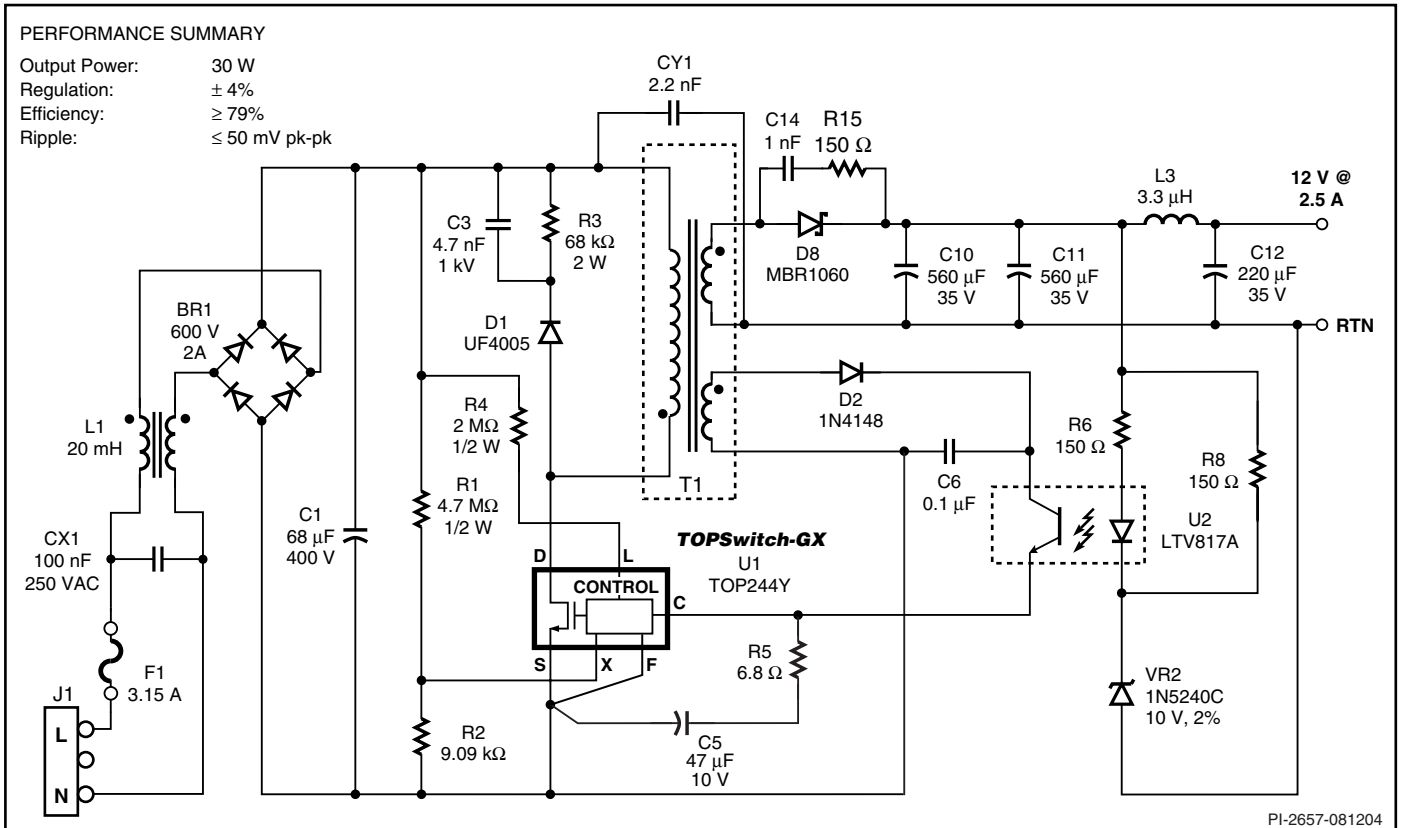 PERFORMANCE SUMMARY
Output Power: 30 W
Regulation: ± 4%
Efficiency: ≥ 79%
Ripple: ≤ 50 mV pk-pk
CY1
2.2 nF
C14
1 nF
R15
150 Ω
L3
3.3 µH
12 V @
2.5 A
C3
4.7 nF
1 kV
R3
68 kΩ
2 W
D8
MBR1060
C10
560 µF
35 V
C11
560 µF
35 V
C12
220 µF
35 V
BR1
600 V
2A
D1
UF4005
RTN
D2
1N4148
R4
2 MΩ
1/2 W
L1
20 mH
R6
150 Ω
R8
150 Ω
T1
C6
0.1 µF
R1
4.7 MΩ
1/2 W
C1
68 µF
400 V
U2
LTV817A
CX1
100 nF
250 VAC
TOPSwitch-GX
U1
TOP244Y
D
L
CONTROL
C
S
X
F
R5
6.8 Ω
F1
3.15 A
J1
L
N
VR2
1N5240C
10 V, 2%
R2
9.09 kΩ
C5
47 µF
10 V
PI-2657-081204